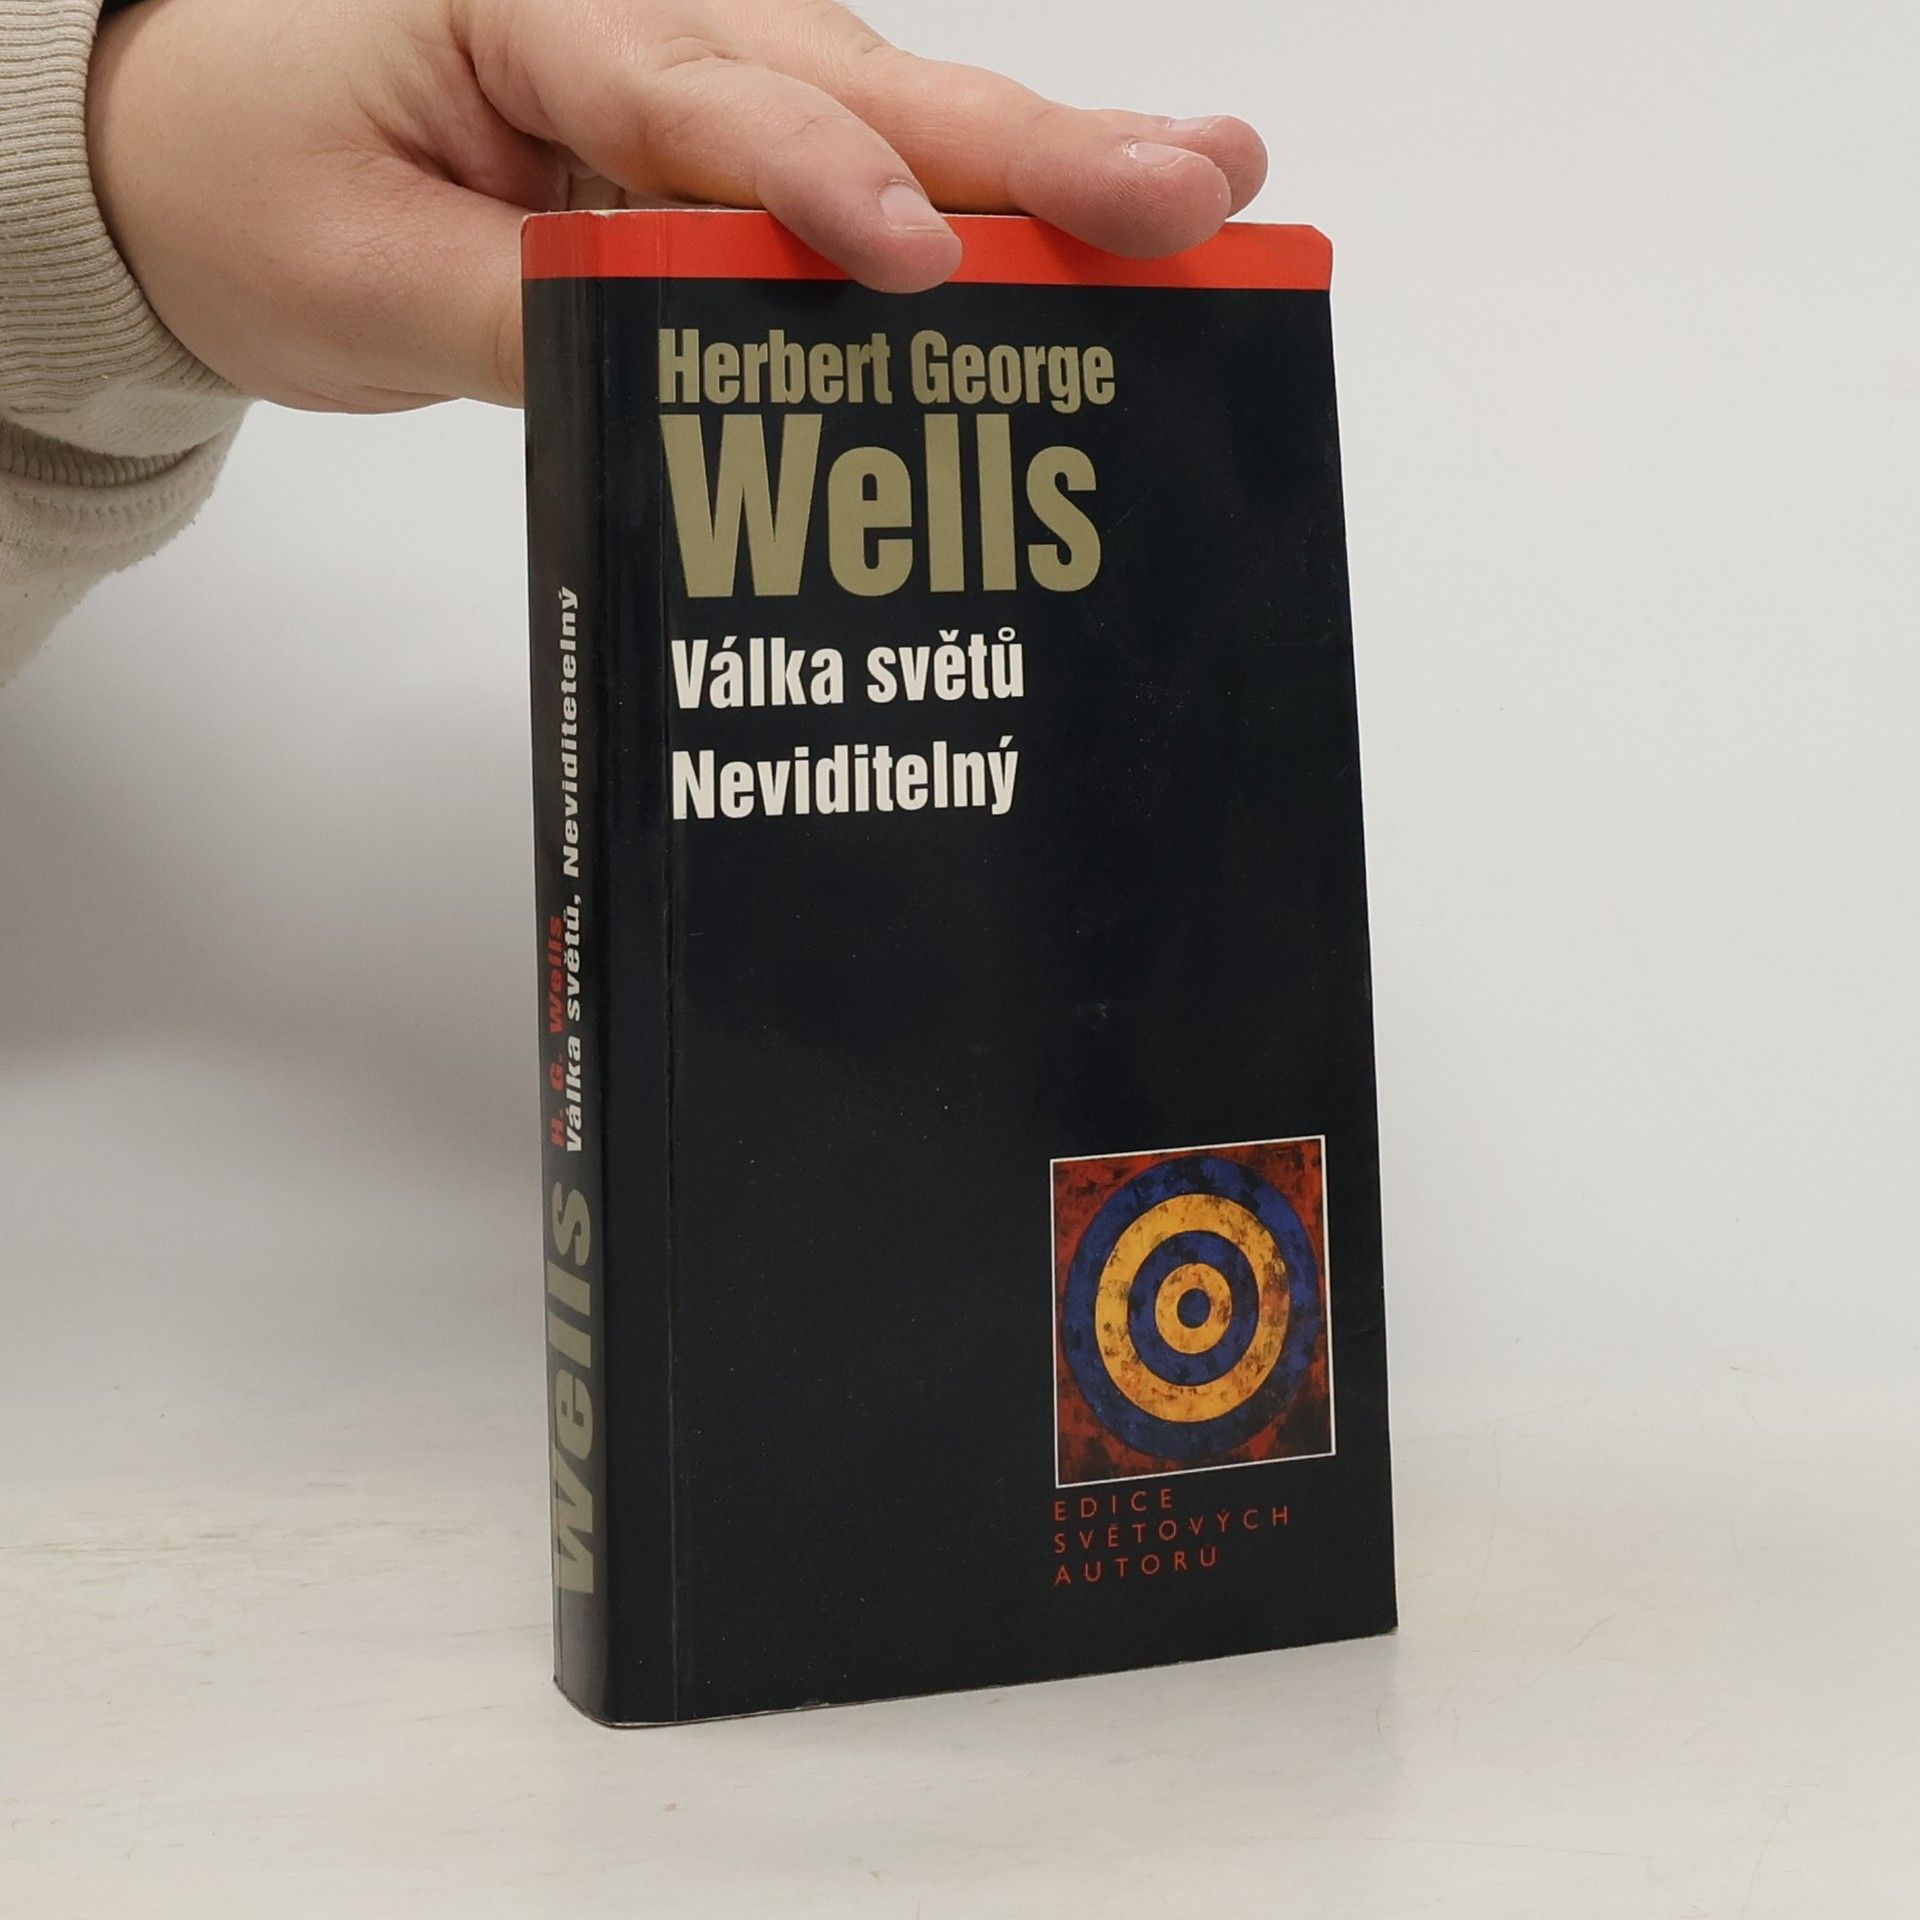 Herbert George
Wells
Válka světů
Neviditelný
EDICE
SVĚTOVÝCH
AUTORŮ
Wells
H. G. Wells
Válka světů, Neviditelný